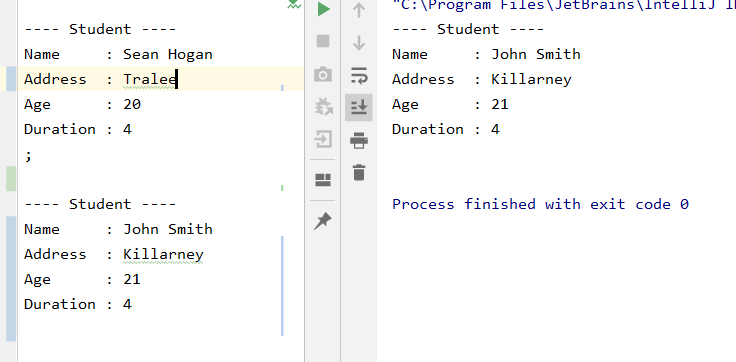 ---- Student ----
Name     : Sean Hogan
Address  : Tralee
Age      : 20
Duration : 4
;
---- Student ----
Name     : John Smith
Address  : Killarney
Age      : 21
Duration : 4
"C:\Program Files\JetBrains\IntelliJ
---- Student ----
Name     : John Smith
Address  : Killarney
Age      : 21
Duration : 4
Process finished with exit code 0